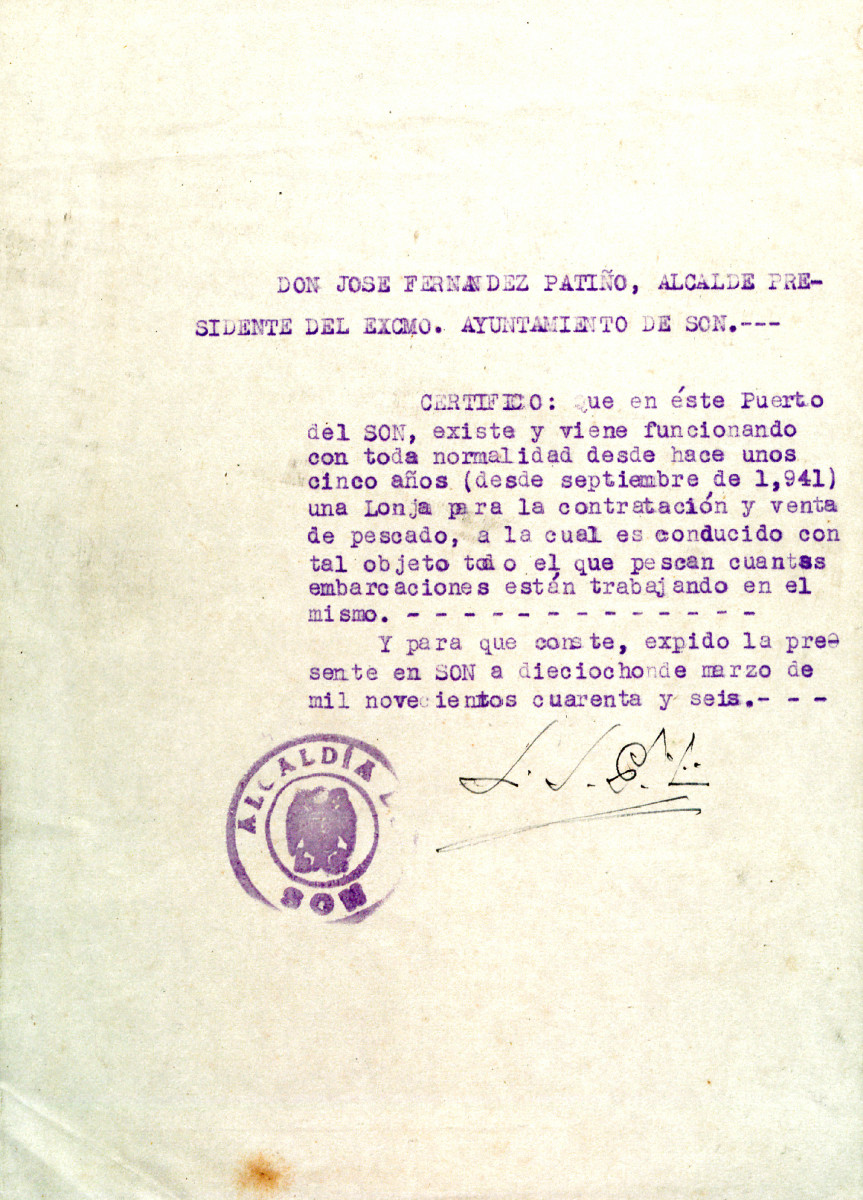 DON JOSE FERNANDEZ PATIÑO, ALCALDE PRE-
SIDENTE DEL EXCMO. AYUNTAMIENTO DE SON.---
CERTIFICO: Que en éste Puerto
del SON, existe y viene funcionando
con toda normalidad desde hace unos
cinco años (desde septiembre de 1,941)
una Lonja para la contratación y venta
de pescado, a la cual es conducido con
tal objeto todo el que pescan cuantas
embarcaciones están trabajando en el
mismo. - - - - - - - - - - - - -
Y para que conste, expido la pre-
sente en SON a dieciochonde marzo de
mil novecientos cuarenta y seis.- - -
ALCALDÍA
SON